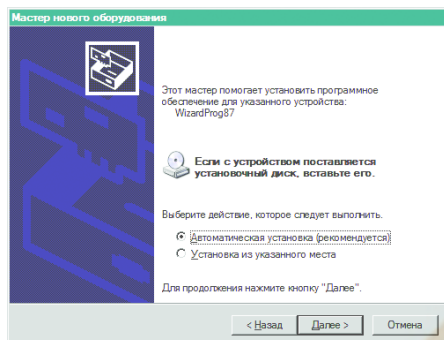 Мастер нового оборудования
Этот мастер помогает установить программное
обеспечение для указанного устройства:
WizardProg87
Если с устройством поставляется
установочный диск, вставьте его.
Выберите действие, которое следует выполнить.
Автоматическая установка (рекомендуется)
Установка из указанного места
Для продолжения нажмите кнопку "Далее".
< Назад
Далее >
Отмена